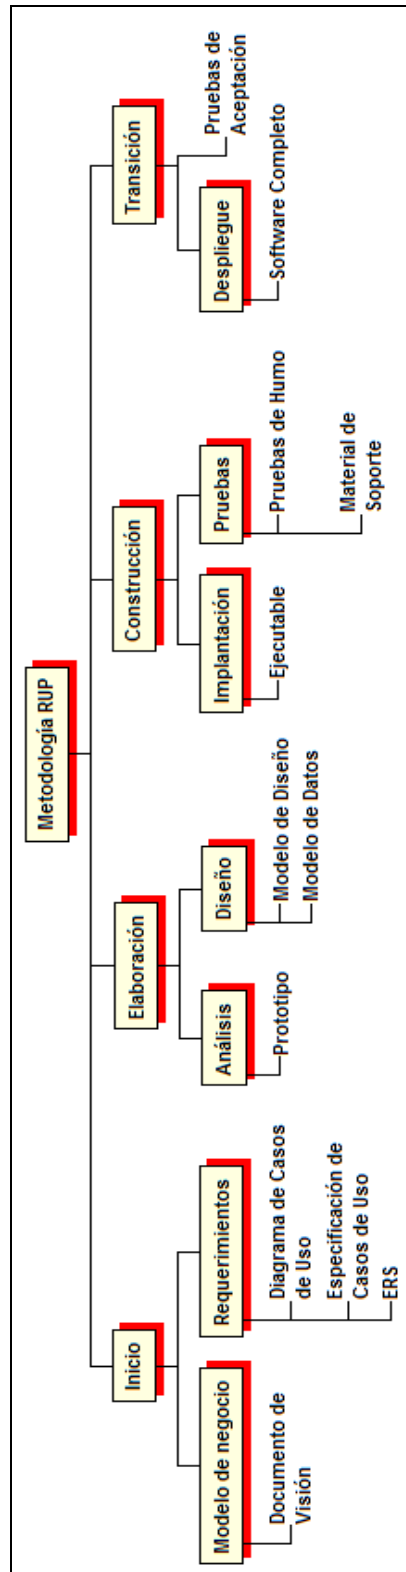 Metodología RUP
Inicio
Modelo de negocio
Documento de
Visión
Requerimientos
Diagrama de Casos
de Uso
Especificación de
Casos de Uso
ERS
Elaboración
Análisis
Prototipo
Diseño
Modelo de Diseño
Modelo de Datos
Construcción
Implantación
Ejecutable
Pruebas
Pruebas de Humo
Material de
Soporte
Transición
Despliegue
Software Completo
Pruebas de
Aceptación